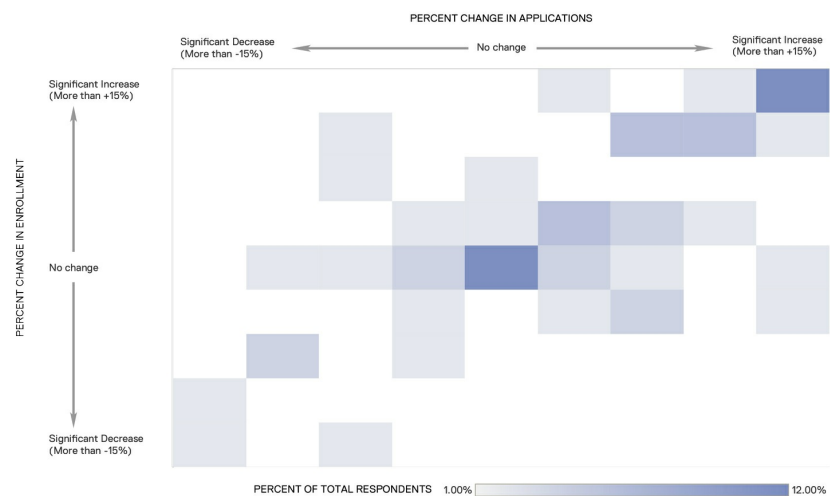 PERCENT CHANGE IN APPLICATIONS
Significant Decrease
(More than -15%)
No change
Significant Increase
(More than +15%)
Significant Increase
(More than +15%)
PERCENT CHANGE IN ENROLLMENT
No change
Significant Decrease
(More than -15%)
PERCENT OF TOTAL RESPONDENTS 1.00% 12.00%